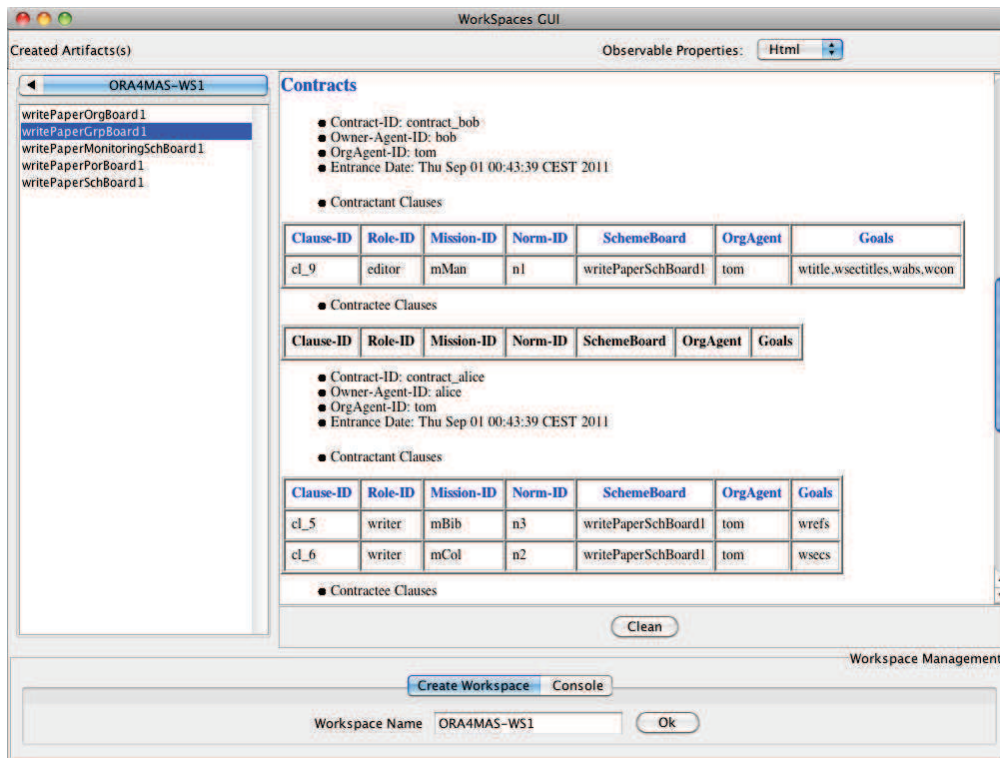 WorkSpaces GUI
Created Artifacts(s)
Observable Properties: Html
ORA4MAS-WS1
writePaperOrgBoard1
writePaperGrpBoard1
writePaperMonitoringSchBoard1
writePaperPorBoard1
writePaperSchBoard1
Contracts
Contract-ID: contract_bob
Owner-Agent-ID: bob
OrgAgent-ID: tom
Entrance Date: Thu Sep 01 00:43:39 CEST 2011
Contractant Clauses
Clause-ID Role-ID Mission-ID Norm-ID SchemeBoard OrgAgent Goals
cl_9 editor mMan n1 writePaperSchBoard1 tom wtitle,wsectitles,wabs,wcon
Contractee Clauses
Clause-ID Role-ID Mission-ID Norm-ID SchemeBoard OrgAgent Goals
Contract-ID: contract_alice
Owner-Agent-ID: alice
OrgAgent-ID: tom
Entrance Date: Thu Sep 01 00:43:39 CEST 2011
Contractant Clauses
Clause-ID Role-ID Mission-ID Norm-ID SchemeBoard OrgAgent Goals
cl_5 writer mBib n3 writePaperSchBoard1 tom wrefs
cl_6 writer mCol n2 writePaperSchBoard1 tom wsecs
Contractee Clauses
Clean
Workspace Management
Create Workspace Console
Workspace Name ORA4MAS-WS1 Ok